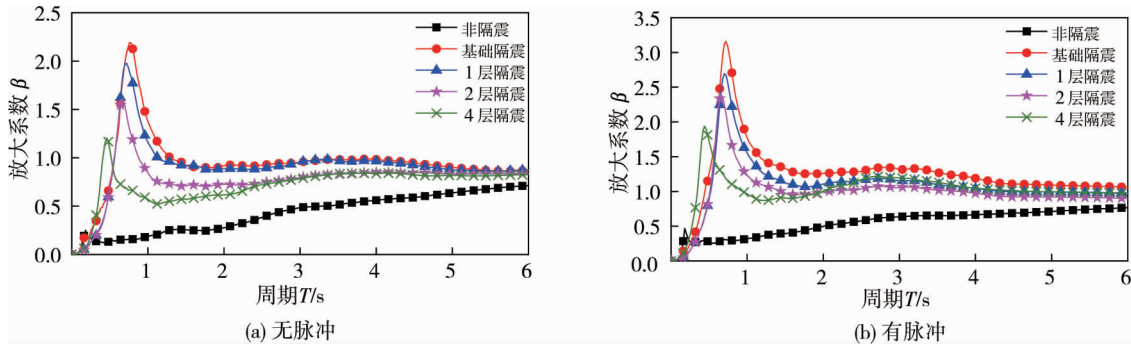 放大系数 β
2.5
2.0
1.5
1.0
0.5
0.0
1 2 3 4 5 6
周期T/s
非隔震
基础隔震
1层隔震
2层隔震
4层隔震
(a) 无脉冲
放大系数 β
3.5
3.0
2.5
2.0
1.5
1.0
0.5
0.0
1 2 3 4 5 6
周期T/s
非隔震
基础隔震
1层隔震
2层隔震
4层隔震
(b) 有脉冲